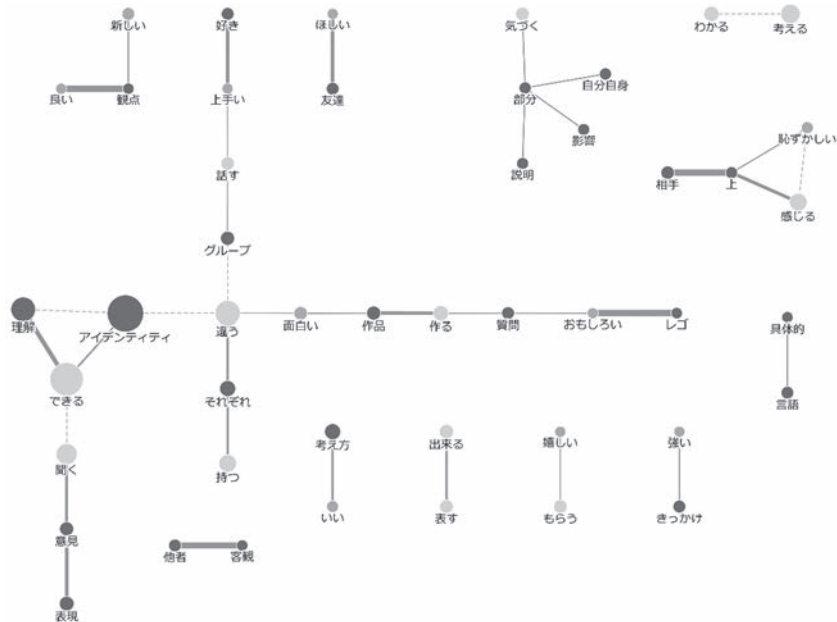 新しい
好き
ほしい
気づく
わかる
考える
良い
観点
上手い
友達
部分
自分自身
影響
恥ずかしい
話す
説明
相手
上
感じる
グループ
理解
アイデンティティ
違う
面白い
作品
作る
質問
おもしろい
レゴ
具体的
できる
それぞれ
言語
聞く
持つ
考え方
出来る
嬉しい
強い
いい
表す
もらう
きっかけ
意見
他者
客観
表現